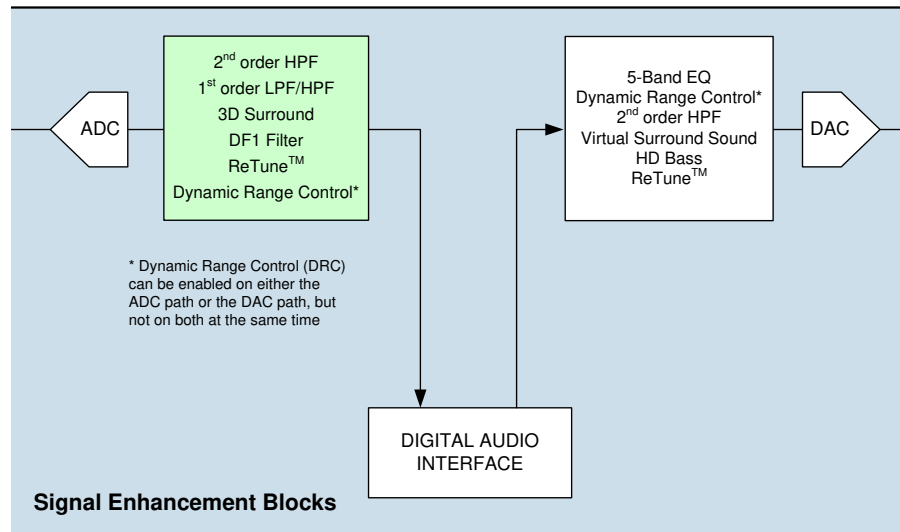 ADC
2nd order HPF
1st order LPF/HPF
3D Surround
DF1 Filter
ReTune™
Dynamic Range Control*
5-Band EQ
Dynamic Range Control*
2nd order HPF
Virtual Surround Sound
HD Bass
ReTune™
DAC
* Dynamic Range Control (DRC)
can be enabled on either the
ADC path or the DAC path, but
not on both at the same time
DIGITAL AUDIO
INTERFACE
Signal Enhancement Blocks